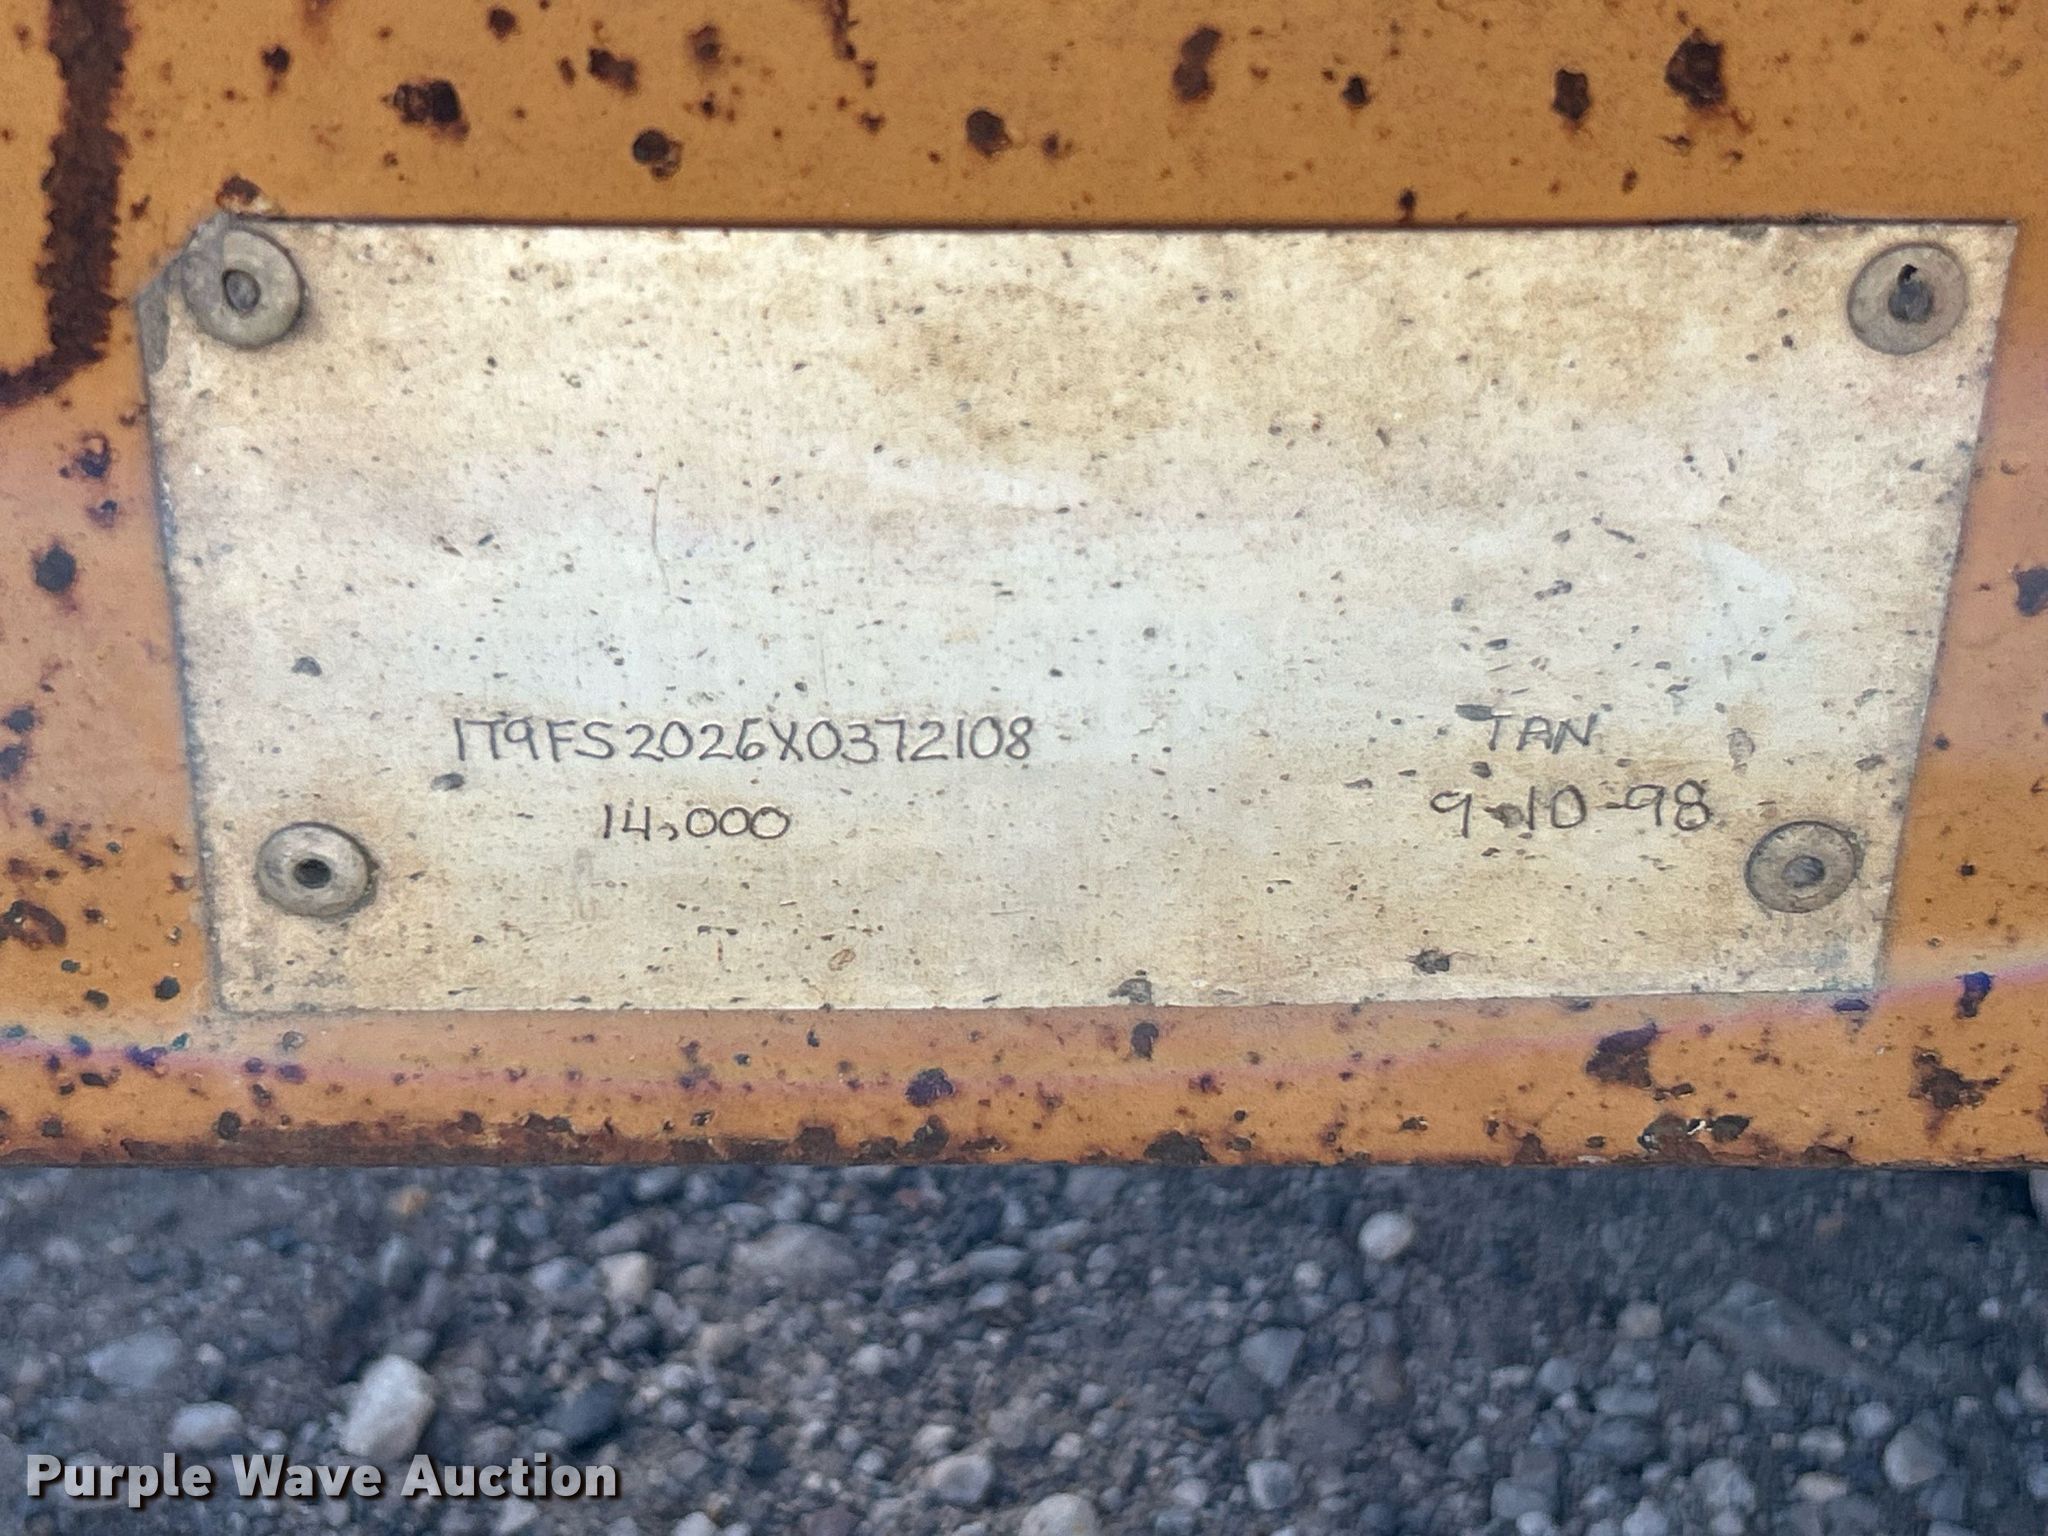 1T9FS2026X0372108
TAN
14,000
9-10-98
Purple Wave Auction